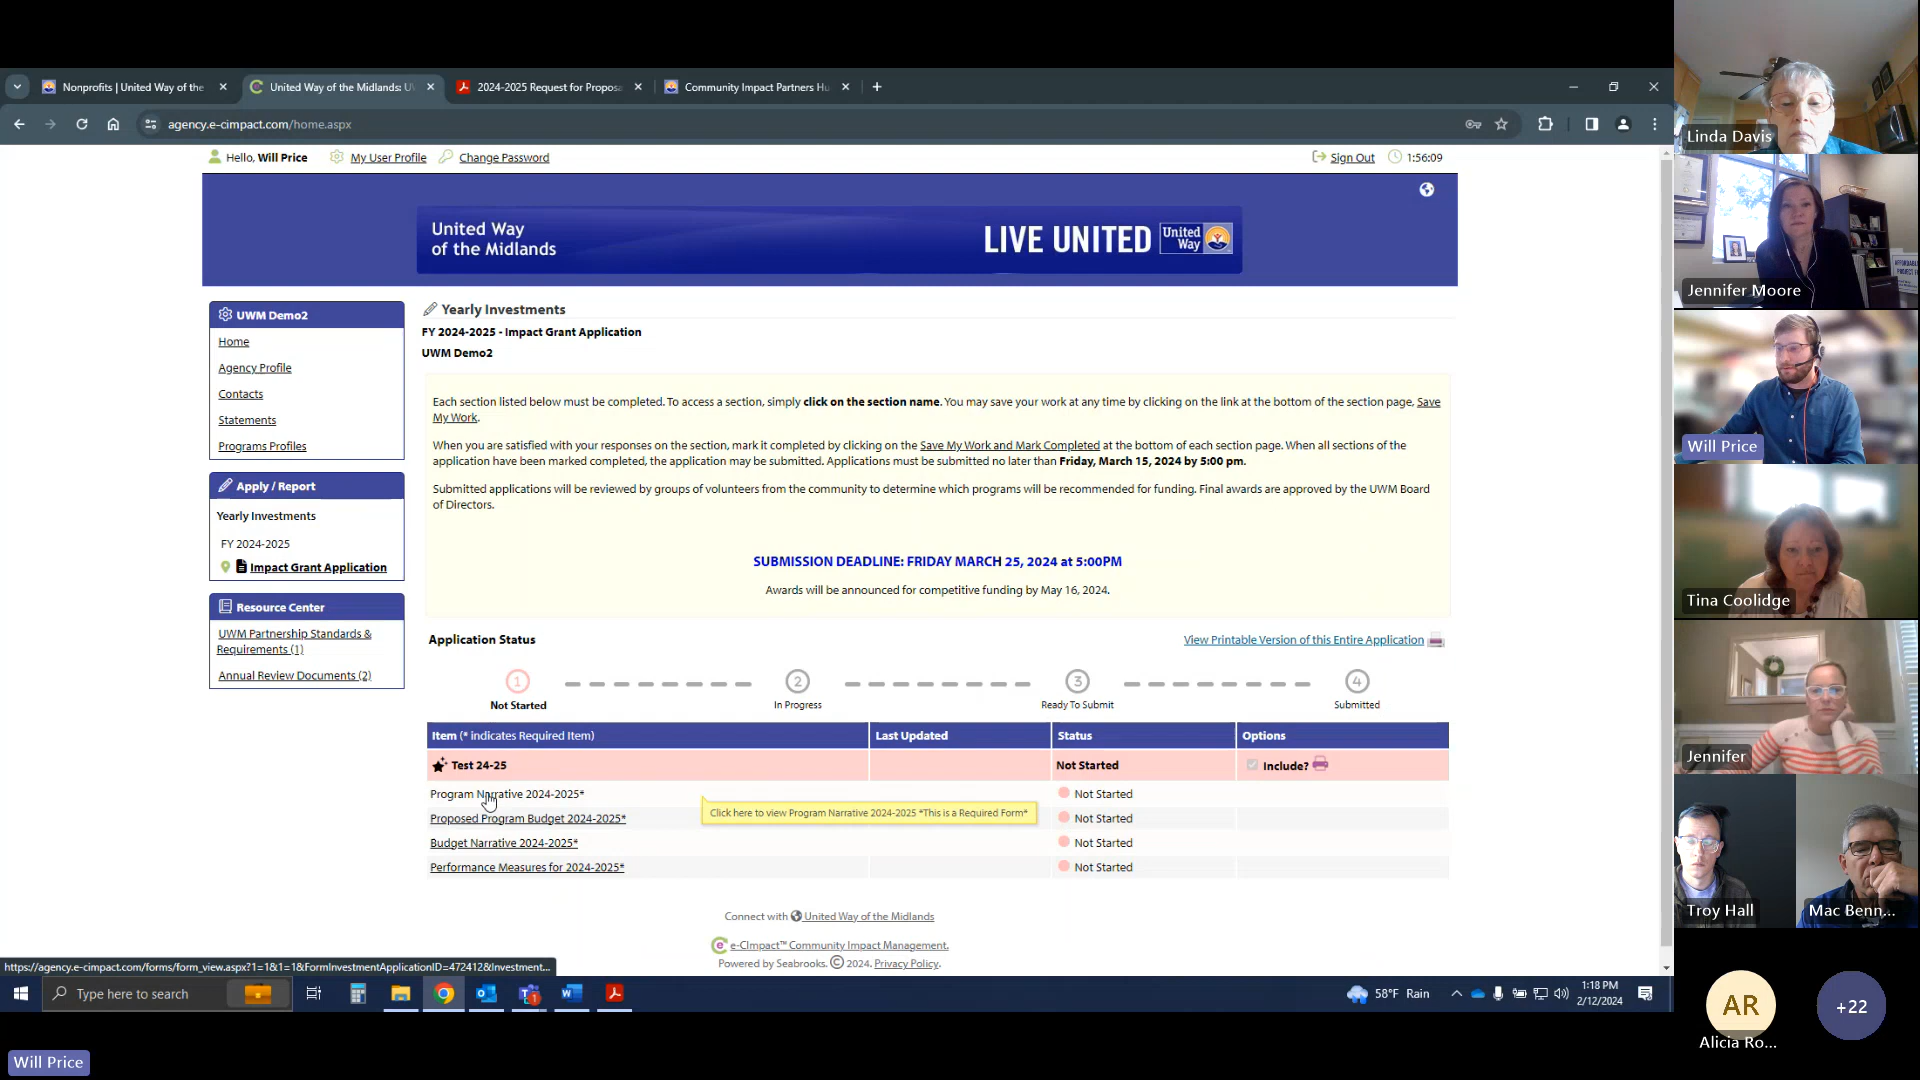 Nonprofits | United Way of the
United Way of the Midlands: U
2024-2025 Request for Proposa
Community Impact Partners Hu
agency.e-cimpact.com/home.aspx
Hello, Will Price
My User Profile
Change Password
Sign Out
1:56:09
United Way
of the Midlands
LIVE UNITED
United
Way
UWM Demo2
Home
Agency Profile
Contacts
Statements
Programs Profiles
Apply / Report
Yearly Investments
FY 2024-2025
Impact Grant Application
Resource Center
UWM Partnership Standards &
Requirements (1)
Annual Review Documents (2)
Yearly Investments
FY 2024-2025 - Impact Grant Application
UWM Demo2
Each section listed below must be completed. To access a section, simply click on the section name. You may save your work at any time by clicking on the link at the bottom of the section page, Save
My Work.
When you are satisfied with your responses on the section, mark it completed by clicking on the Save My Work and Mark Completed at the bottom of each section page. When all sections of the
application have been marked completed, the application may be submitted. Applications must be submitted no later than Friday, March 15, 2024 by 5:00 pm.
Submitted applications will be reviewed by groups of volunteers from the community to determine which programs will be recommended for funding. Final awards are approved by the UWM Board
of Directors.
SUBMISSION DEADLINE: FRIDAY MARCH 25, 2024 at 5:00PM
Awards will be announced for competitive funding by May 16, 2024.
Application Status
View Printable Version of this Entire Application
1
2
3
4
Not Started
In Progress
Ready To Submit
Submitted
Item (* indicates Required Item)
Last Updated
Status
Options
Test 24-25
Not Started
Include?
Program Narrative 2024-2025*
Not Started
Click here to view Program Narrative 2024-2025 *This is a Required Form*
Proposed Program Budget 2024-2025*
Not Started
Budget Narrative 2024-2025*
Not Started
Performance Measures for 2024-2025*
Not Started
Connect with United Way of the Midlands
e-CImpact™ Community Impact Management.
Powered by Seabrooks. © 2024. Privacy Policy.
https://agency.e-cimpact.com/forms/form_view.aspx?1=1&1=1&FormInvestmentApplicationID=472412&Investment...
Type here to search
58°F Rain
1:18 PM
2/12/2024
Will Price
Linda Davis
Jennifer Moore
Will Price
Tina Coolidge
Jennifer
Troy Hall
Mac Benn...
AR
Alicia Ro...
+22